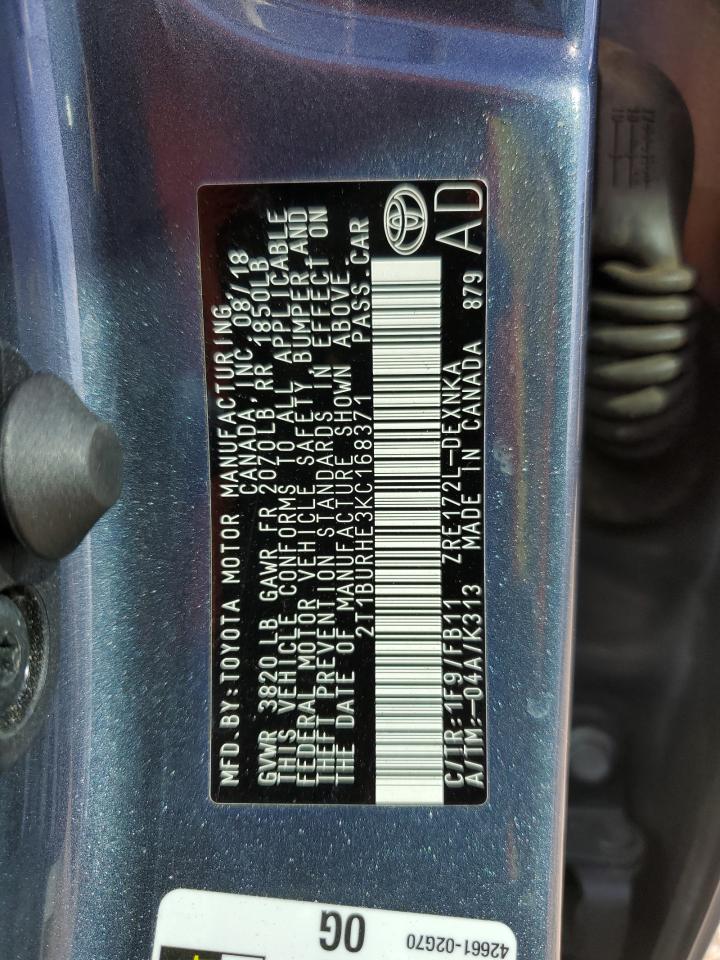 MFD.BY:TOYOTA MOTOR MANUFACTURING,
CANADA, INC. 08/18
GVWR 3820LB GAWR FR 2070LB RR 1850LB
THIS VEHICLE CONFORMS TO ALL APPLICABLE
FEDERAL MOTOR VEHICLE SAFETY, BUMPER AND
THEFT PREVENTION STANDARDS IN EFFECT ON
THE DATE OF MANUFACTURE SHOWN ABOVE.
2T1BURHE3KC168371 PASS.CAR
C/TR:1F9/FB11 ZRE172L-DEXNKA
A/TM:-04A/K313 MADE IN CANADA 879
AD
42661-02G70
0G